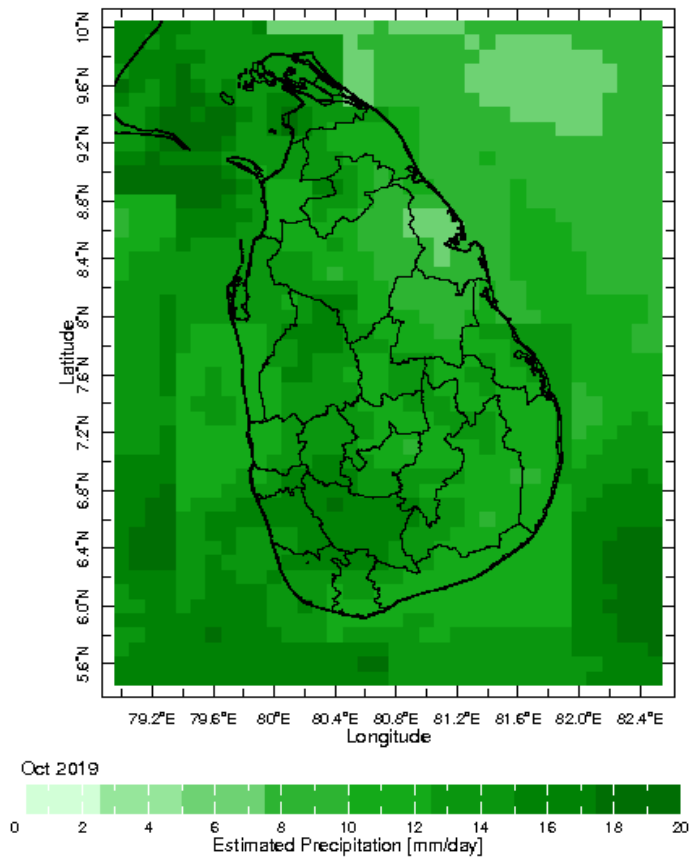 10°N
9.6°N
9.2°N
8.8°N
8.4°N
8°N
7.6°N
7.2°N
6.8°N
6.4°N
6.0°N
5.6°N
Latitude
79.2°E 79.6°E 80°E 80.4°E 80.8°E 81.2°E 81.6°E 82.0°E 82.4°E
Longitude
Oct 2019
0 2 4 6 8 10 12 14 16 18 20
Estimated Precipitation [mm/day]